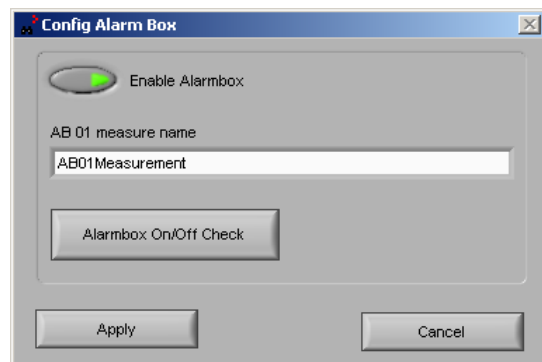 Config Alarm Box
Enable Alarmbox
AB 01 measure name
AB01Measurement
Alarmbox On/Off Check
Apply
Cancel